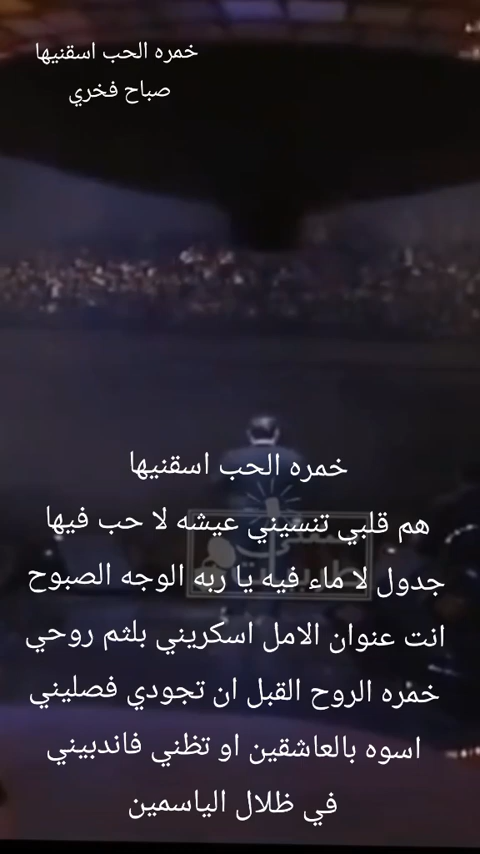 خمره الحب اسقنيها
صباح فخري
خمره الحب اسقنيها
هم قلبي تنسيني عيشه لا حب فيها
جدول لا ماء فيه يا ربه الوجه الصبوح
انت عنوان الامل اسكريني بلثم روحي
خمره الروح القبل ان تجودي فصليني
اسوه بالعاشقين او تظني فاندبيني
في ظلال الياسمين